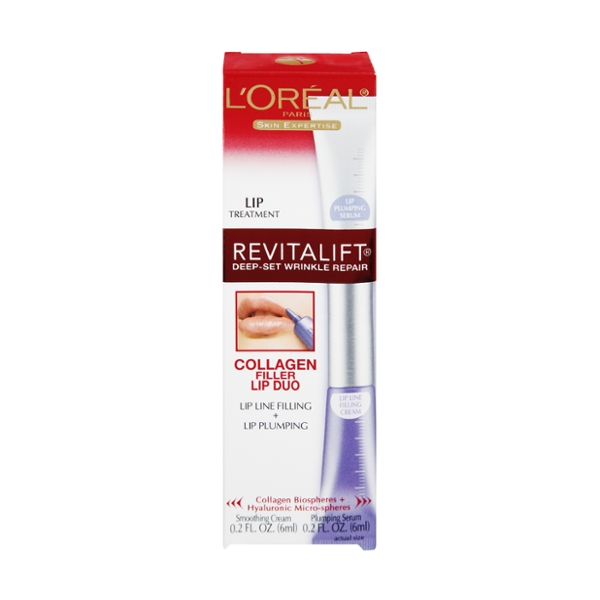 L'ORÉAL®
PARIS
SKIN EXPERTISE
LIP
TREATMENT
LIP
PLUMPING
SERUM
REVITALIFT®
DEEP-SET WRINKLE REPAIR
COLLAGEN
FILLER
LIP DUO
LIP LINE FILLING
+
LIP PLUMPING
LIP LINE
FILLING
CREAM
Collagen Biospheres +
Hyaluronic Micro-spheres
Smoothing Cream
0.2 FL. OZ. (6ml)
Plumping Serum
0.2 FL. OZ. (6ml)
actual size